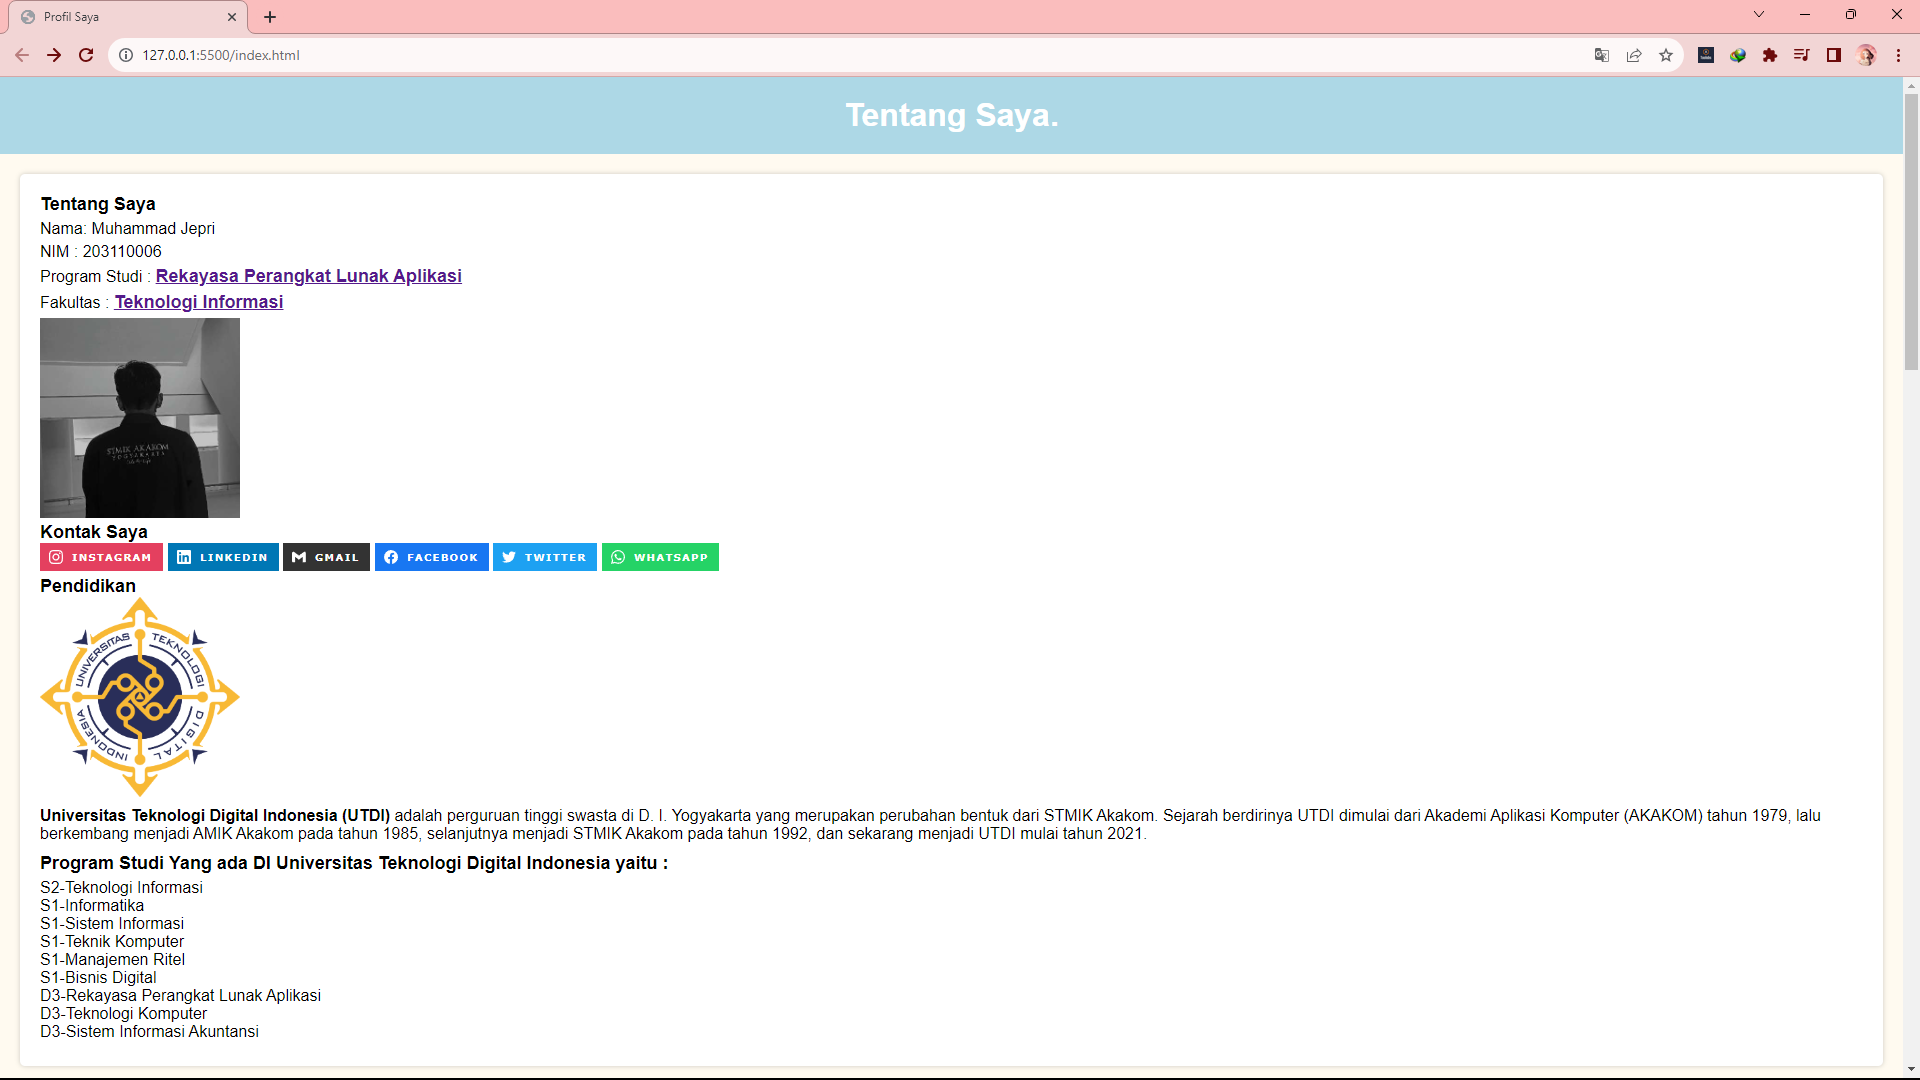 Profil Saya
127.0.0.1:5500/index.html
Tentang Saya.
Tentang Saya
Nama: Muhammad Jepri
NIM : 203110006
Program Studi : Rekayasa Perangkat Lunak Aplikasi
Fakultas : Teknologi Informasi
STMIK AKAKOM
YOGYAKARTA
Kontak Saya
INSTAGRAM LINKEDIN GMAIL FACEBOOK TWITTER WHATSAPP
Pendidikan
UNIVERSITAS TEKNOLOGI DIGITAL INDONESIA
Universitas Teknologi Digital Indonesia (UTDI) adalah perguruan tinggi swasta di D. I. Yogyakarta yang merupakan perubahan bentuk dari STMIK Akakom. Sejarah berdirinya UTDI dimulai dari Akademi Aplikasi Komputer (AKAKOM) tahun 1979, lalu
berkembang menjadi AMIK Akakom pada tahun 1985, selanjutnya menjadi STMIK Akakom pada tahun 1992, dan sekarang menjadi UTDI mulai tahun 2021.
Program Studi Yang ada DI Universitas Teknologi Digital Indonesia yaitu :
S2-Teknologi Informasi
S1-Informatika
S1-Sistem Informasi
S1-Teknik Komputer
S1-Manajemen Ritel
S1-Bisnis Digital
D3-Rekayasa Perangkat Lunak Aplikasi
D3-Teknologi Komputer
D3-Sistem Informasi Akuntansi